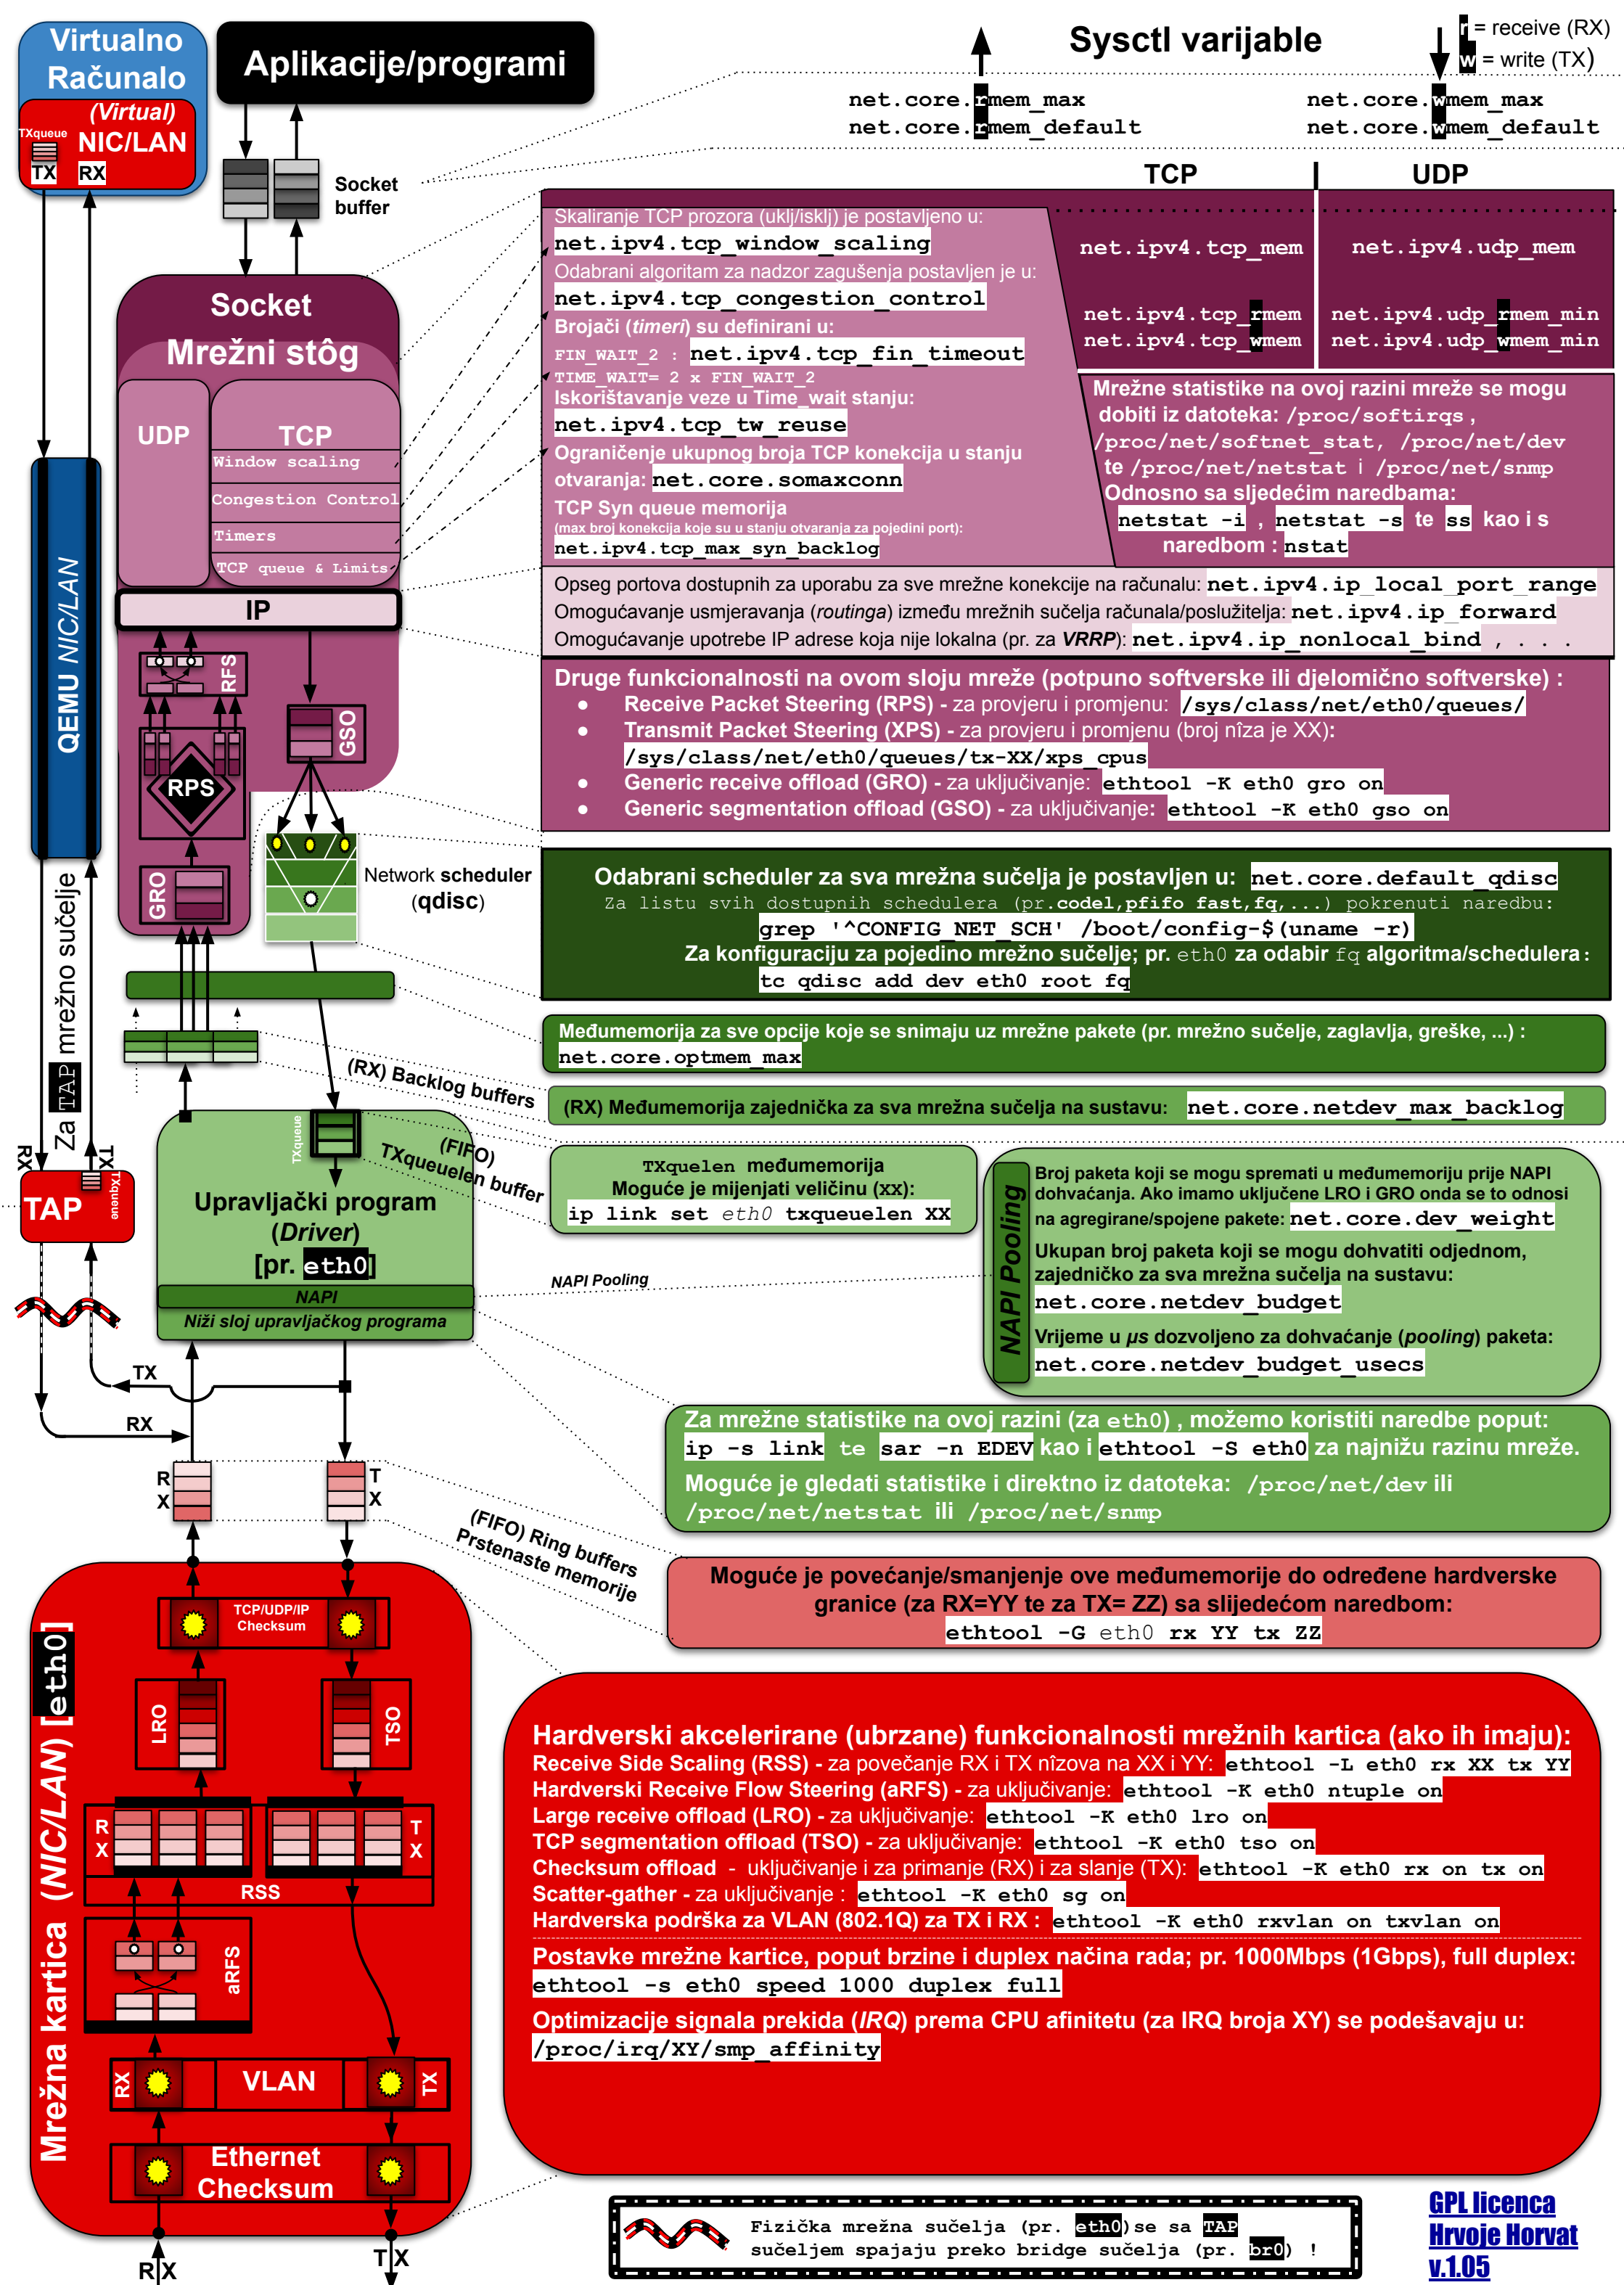 Virtualno
Računalo
(Virtual)
TXqueue
NIC/LAN
TX
RX
Aplikacije/programi
Socket
buffer
Sysctl varijable
r = receive (RX)
w = write (TX)
net.core.rmem_max
net.core.rmem_default
net.core.wmem_max
net.core.wmem_default
TCP
UDP
Skaliranje TCP prozora (uklj/isklj) je postavljeno u:
net.ipv4.tcp_window_scaling
Odabrani algoritam za nadzor zagušenja postavljen je u:
net.ipv4.tcp_congestion_control
Brojači (timeri) su definirani u:
FIN_WAIT_2 : net.ipv4.tcp_fin_timeout
TIME_WAIT= 2 x FIN_WAIT_2
Iskorištavanje veze u Time_wait stanju:
net.ipv4.tcp_tw_reuse
Ograničenje ukupnog broja TCP konekcija u stanju
otvaranja: net.core.somaxconn
TCP Syn queue memorija
(max broj konekcija koje su u stanju otvaranja za pojedini port):
net.ipv4.tcp_max_syn_backlog
net.ipv4.tcp_mem
net.ipv4.udp_mem
net.ipv4.tcp_rmem
net.ipv4.tcp_wmem
net.ipv4.udp_rmem_min
net.ipv4.udp_wmem_min
Mrežne statistike na ovoj razini mreže se mogu
dobiti iz datoteka: /proc/softirqs ,
/proc/net/softnet_stat, /proc/net/dev
te /proc/net/netstat i /proc/net/snmp
Odnosno sa sljedećim naredbama:
netstat -i , netstat -s te ss kao i s
naredbom : nstat
Socket
Mrežni stôg
UDP
TCP
Window scaling
Congestion Control
Timers
TCP queue & Limits
IP
Opseg portova dostupnih za uporabu za sve mrežne konekcije na računalu: net.ipv4.ip_local_port_range
Omogućavanje usmjeravanja (routinga) između mrežnih sučelja računala/poslužitelja: net.ipv4.ip_forward
Omogućavanje upotrebe IP adrese koja nije lokalna (pr. za VRRP): net.ipv4.ip_nonlocal_bind , . . .
QEMU NIC/LAN
RFS
RPS
GSO
GRO
Druge funkcionalnosti na ovom sloju mreže (potpuno softverske ili djelomično softverske) :
● Receive Packet Steering (RPS) - za provjeru i promjenu: /sys/class/net/eth0/queues/
● Transmit Packet Steering (XPS) - za provjeru i promjenu (broj nîza je XX):
/sys/class/net/eth0/queues/tx-XX/xps_cpus
● Generic receive offload (GRO) - za uključivanje: ethtool -K eth0 gro on
● Generic segmentation offload (GSO) - za uključivanje: ethtool -K eth0 gso on
Network scheduler
(qdisc)
Odabrani scheduler za sva mrežna sučelja je postavljen u: net.core.default_qdisc
Za listu svih dostupnih schedulera (pr.codel,pfifo fast,fq,...) pokrenuti naredbu:
grep '^CONFIG_NET_SCH' /boot/config-$(uname -r)
Za konfiguraciju za pojedino mrežno sučelje; pr. eth0 za odabir fq algoritma/schedulera:
tc qdisc add dev eth0 root fq
Međumemorija za sve opcije koje se snimaju uz mrežne pakete (pr. mrežno sučelje, zaglavlja, greške, ...) :
net.core.optmem_max
(RX) Backlog buffers
(RX) Međumemorija zajednička za sva mrežna sučelja na sustavu: net.core.netdev_max_backlog
Za TAP mrežno sučelje
RX
TX
TXqueue
TAP
TXqueue
(FIFO)
TXqueuelen buffer
Upravljački program
(Driver)
[pr. eth0]
NAPI
Niži sloj upravljačkog programa
TXquelen međumemorija
Moguće je mijenjati veličinu (XX):
ip link set eth0 txqueuelen XX
NAPI Pooling
NAPI Pooling
Broj paketa koji se mogu spremati u međumemoriju prije NAPI
dohvaćanja. Ako imamo uključene LRO i GRO onda se to odnosi
na agregirane/spojene pakete: net.core.dev_weight
Ukupan broj paketa koji se mogu dohvatiti odjednom,
zajedničko za sva mrežna sučelja na sustavu:
net.core.netdev_budget
Vrijeme u µs dozvoljeno za dohvaćanje (pooling) paketa:
net.core.netdev_budget_usecs
TX
RX
Za mrežne statistike na ovoj razini (za eth0) , možemo koristiti naredbe poput:
ip -s link te sar -n EDEV kao i ethtool -S eth0 za najnižu razinu mreže.
Moguće je gledati statistike i direktno iz datoteka: /proc/net/dev ili
/proc/net/netstat ili /proc/net/snmp
RX
TX
(FIFO) Ring buffers
Prstenaste memorije
Moguće je povećanje/smanjenje ove međumemorije do određene hardverske
granice (za RX=YY te za TX= ZZ) sa slijedećom naredbom:
ethtool -G eth0 rx YY tx ZZ
Mrežna kartica (NIC/LAN) [eth0]
TCP/UDP/IP
Checksum
LRO
TSO
RX
TX
RSS
aRFS
RX
VLAN
TX
Ethernet
Checksum
RX
TX
Hardverski akcelerirane (ubrzane) funkcionalnosti mrežnih kartica (ako ih imaju):
Receive Side Scaling (RSS) - za povečanje RX i TX nîzova na XX i YY: ethtool -L eth0 rx XX tx YY
Hardverski Receive Flow Steering (aRFS) - za uključivanje: ethtool -K eth0 ntuple on
Large receive offload (LRO) - za uključivanje: ethtool -K eth0 lro on
TCP segmentation offload (TSO) - za uključivanje: ethtool -K eth0 tso on
Checksum offload - uključivanje i za primanje (RX) i za slanje (TX): ethtool -K eth0 rx on tx on
Scatter-gather - za uključivanje : ethtool -K eth0 sg on
Hardverska podrška za VLAN (802.1Q) za TX i RX : ethtool -K eth0 rxvlan on txvlan on
Postavke mrežne kartice, poput brzine i duplex načina rada; pr. 1000Mbps (1Gbps), full duplex:
ethtool -s eth0 speed 1000 duplex full
Optimizacije signala prekida (IRQ) prema CPU afinitetu (za IRQ broja XY) se podešavaju u:
/proc/irq/XY/smp_affinity
Fizička mrežna sučelja (pr. eth0)se sa TAP
sučeljem spajaju preko bridge sučelja (pr. br0) !
GPL licenca
Hrvoje Horvat
v.1.05